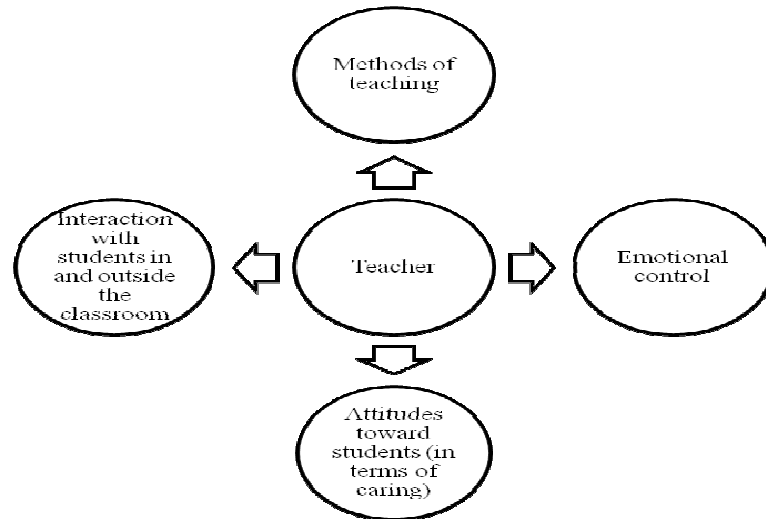 Methods of
teaching
Interaction
with
students in
and outside
the
classroom
Teacher
Emotional
control
Attitudes
toward
students (in
terms of
caring)